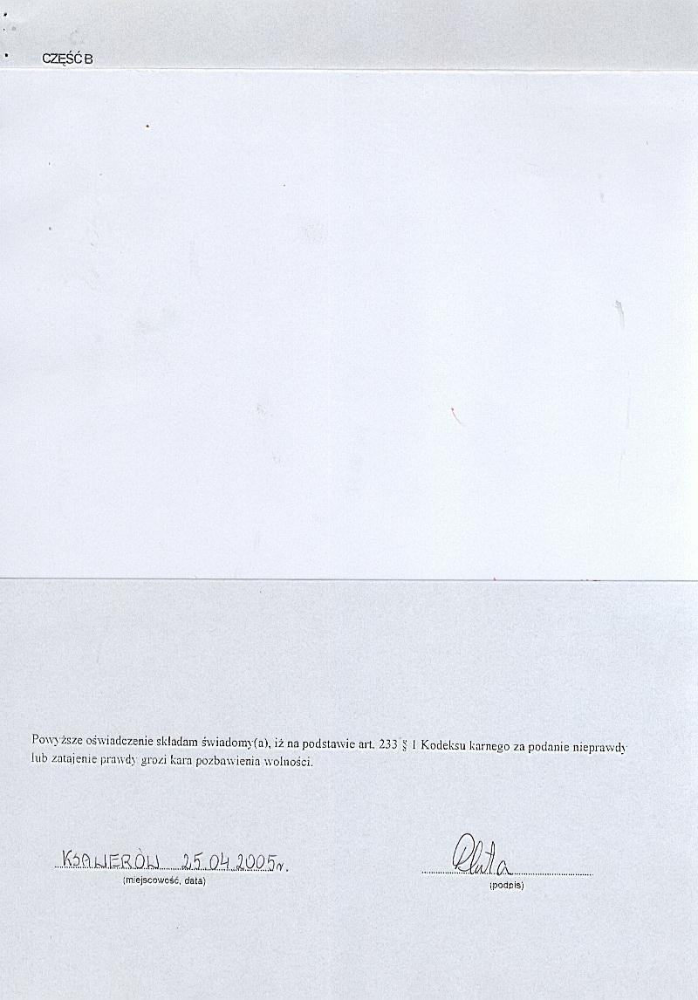 CZĘŚĆ B
Powyższe oświadczenie składam świadomy(a), iż na podstawie art. 233 § 1 Kodeksu karnego za podanie nieprawdy
lub zatajenie prawdy grozi kara pozbawienia wolności.
KSAWERÓW 25.04.2005r.
(miejscowość, data)
(podpis)